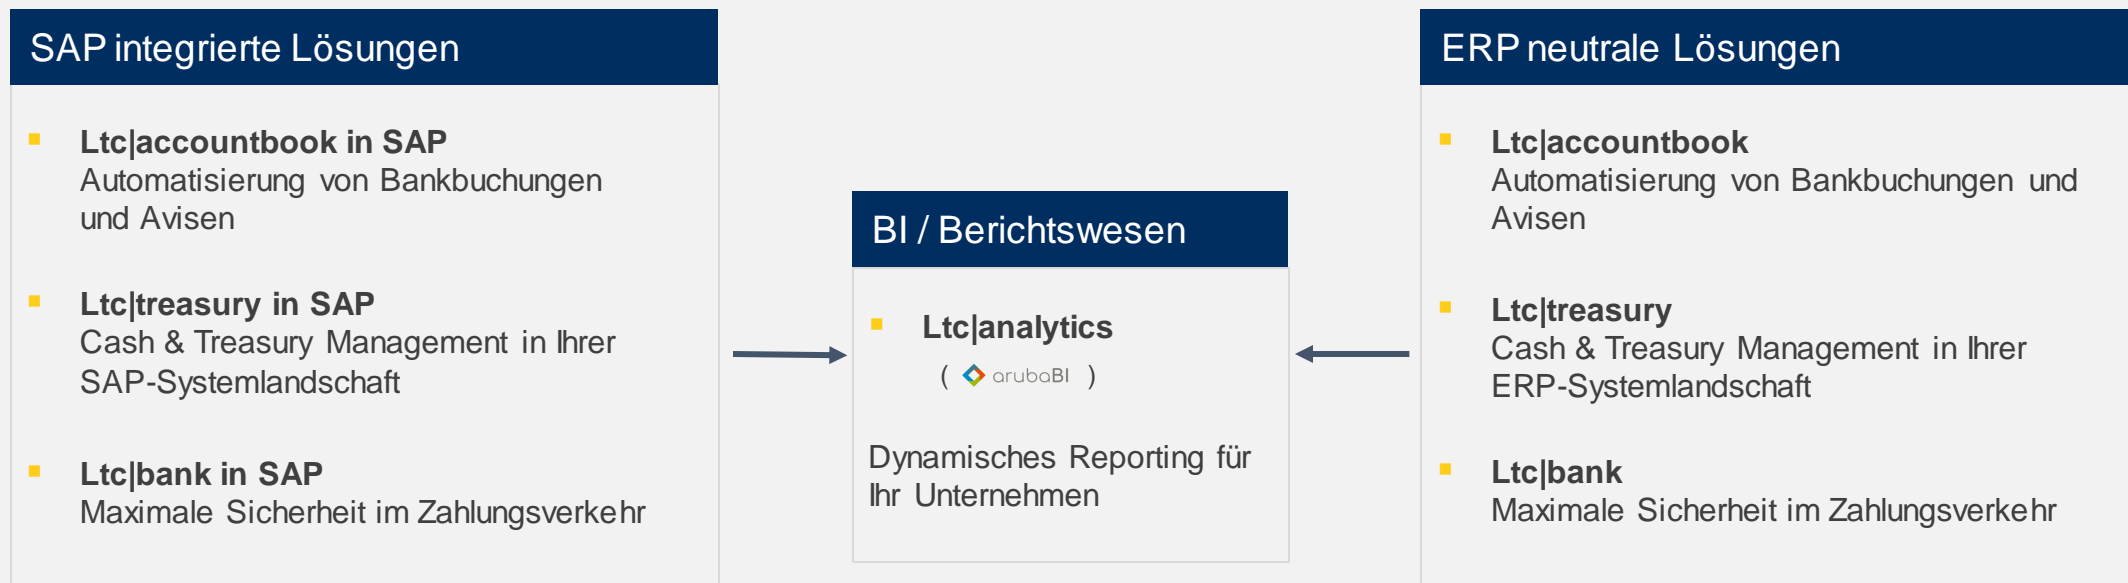 SAP integrierte Lösungen
Ltc|accountbook in SAP
Automatisierung von Bankbuchungen
und Avisen
Ltc|treasury in SAP
Cash & Treasury Management in Ihrer
SAP-Systemlandschaft
Ltc|bank in SAP
Maximale Sicherheit im Zahlungsverkehr
BI / Berichtswesen
Ltc|analytics
( arubaBI )
Dynamisches Reporting für
Ihr Unternehmen
ERP neutrale Lösungen
Ltc|accountbook
Automatisierung von Bankbuchungen und
Avisen
Ltc|treasury
Cash & Treasury Management in Ihrer
ERP-Systemlandschaft
Ltc|bank
Maximale Sicherheit im Zahlungsverkehr